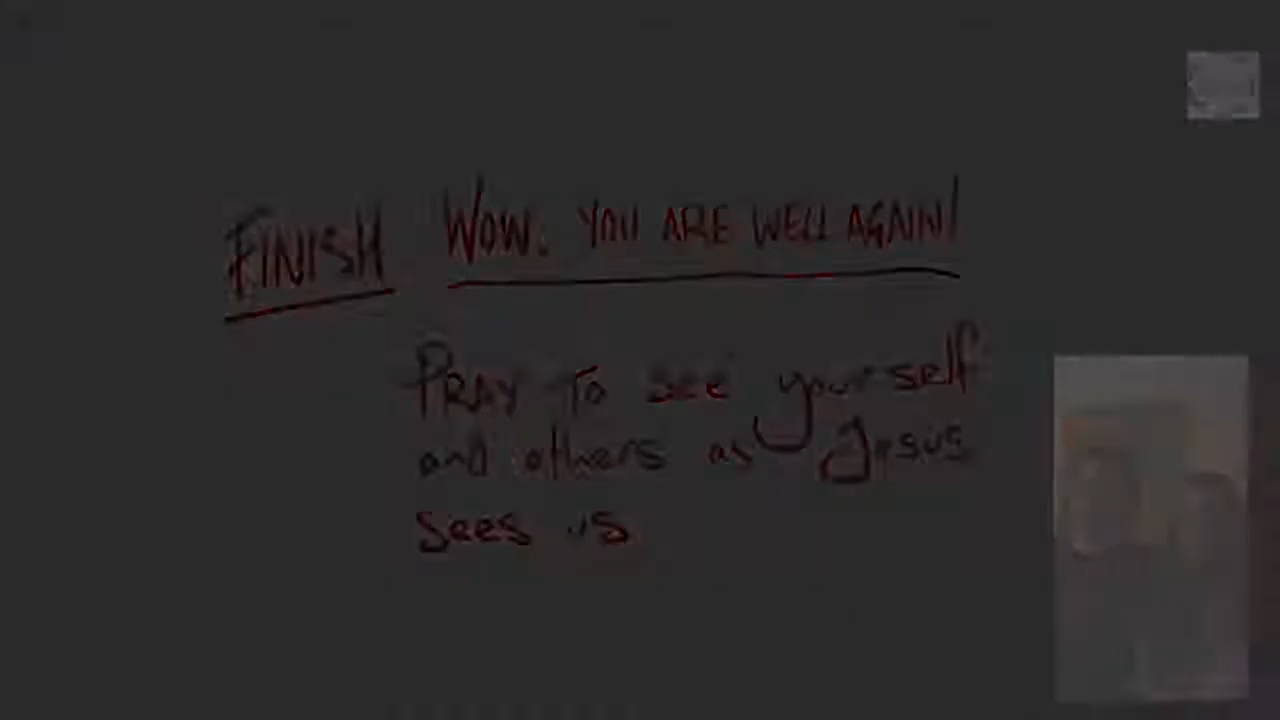 FINISH WOW. YOU ARE WELL AGAIN!
PRAY TO see yourself
and others as Jesus
sees us